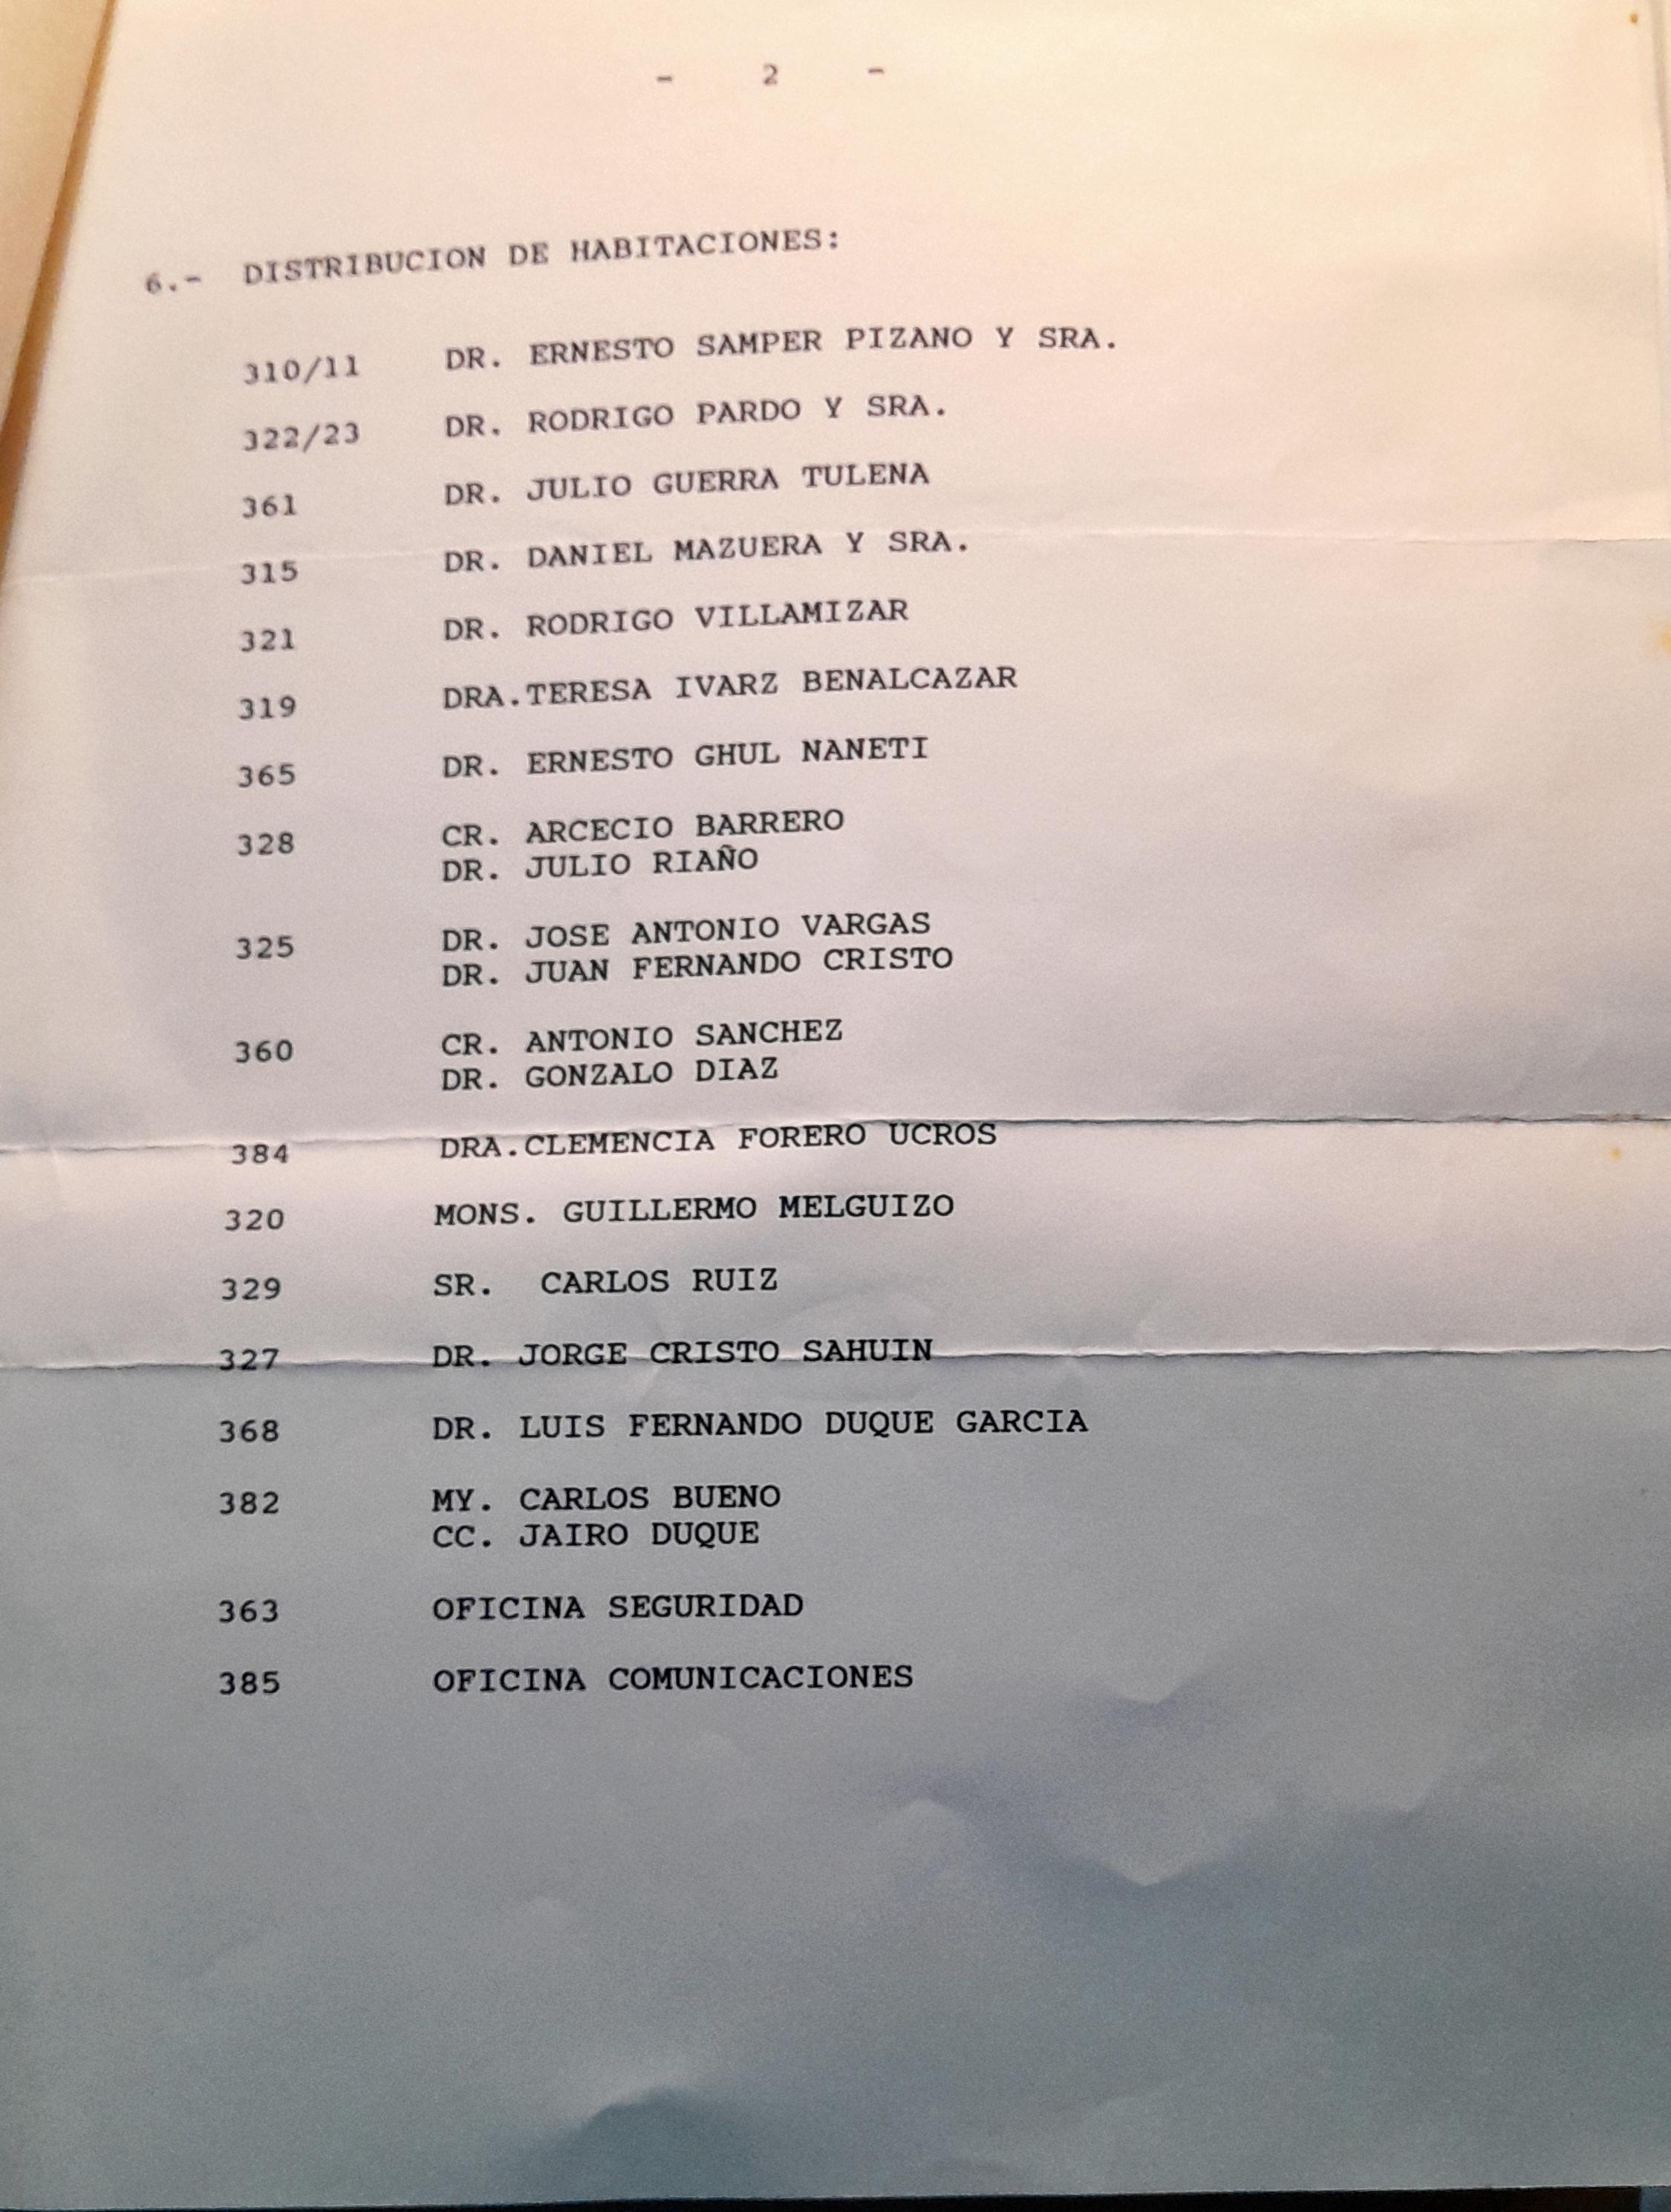 - 2 -
6.- DISTRIBUCION DE HABITACIONES:
310/11 DR. ERNESTO SAMPER PIZANO Y SRA.
322/23 DR. RODRIGO PARDO Y SRA.
361 DR. JULIO GUERRA TULENA
315 DR. DANIEL MAZUERA Y SRA.
321 DR. RODRIGO VILLAMIZAR
319 DRA.TERESA IVARZ BENALCAZAR
365 DR. ERNESTO GHUL NANETI
328 CR. ARCECIO BARRERO
DR. JULIO RIAÑO
325 DR. JOSE ANTONIO VARGAS
DR. JUAN FERNANDO CRISTO
360 CR. ANTONIO SANCHEZ
DR. GONZALO DIAZ
384 DRA.CLEMENCIA FORERO UCROS
320 MONS. GUILLERMO MELGUIZO
329 SR. CARLOS RUIZ
327 DR. JORGE CRISTO SAHUIN
368 DR. LUIS FERNANDO DUQUE GARCIA
382 MY. CARLOS BUENO
CC. JAIRO DUQUE
363 OFICINA SEGURIDAD
385 OFICINA COMUNICACIONES